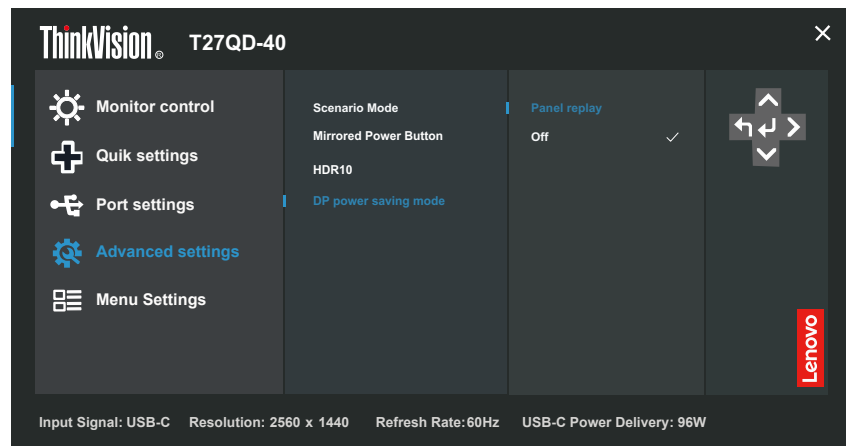 ThinkVision® T27QD-40
Monitor control
Quik settings
Port settings
Advanced settings
Menu Settings
Scenario Mode
Mirrored Power Button
HDR10
DP power saving mode
Panel replay
Off
Lenovo
Input Signal: USB-C Resolution: 2560 x 1440 Refresh Rate:60Hz USB-C Power Delivery: 96W